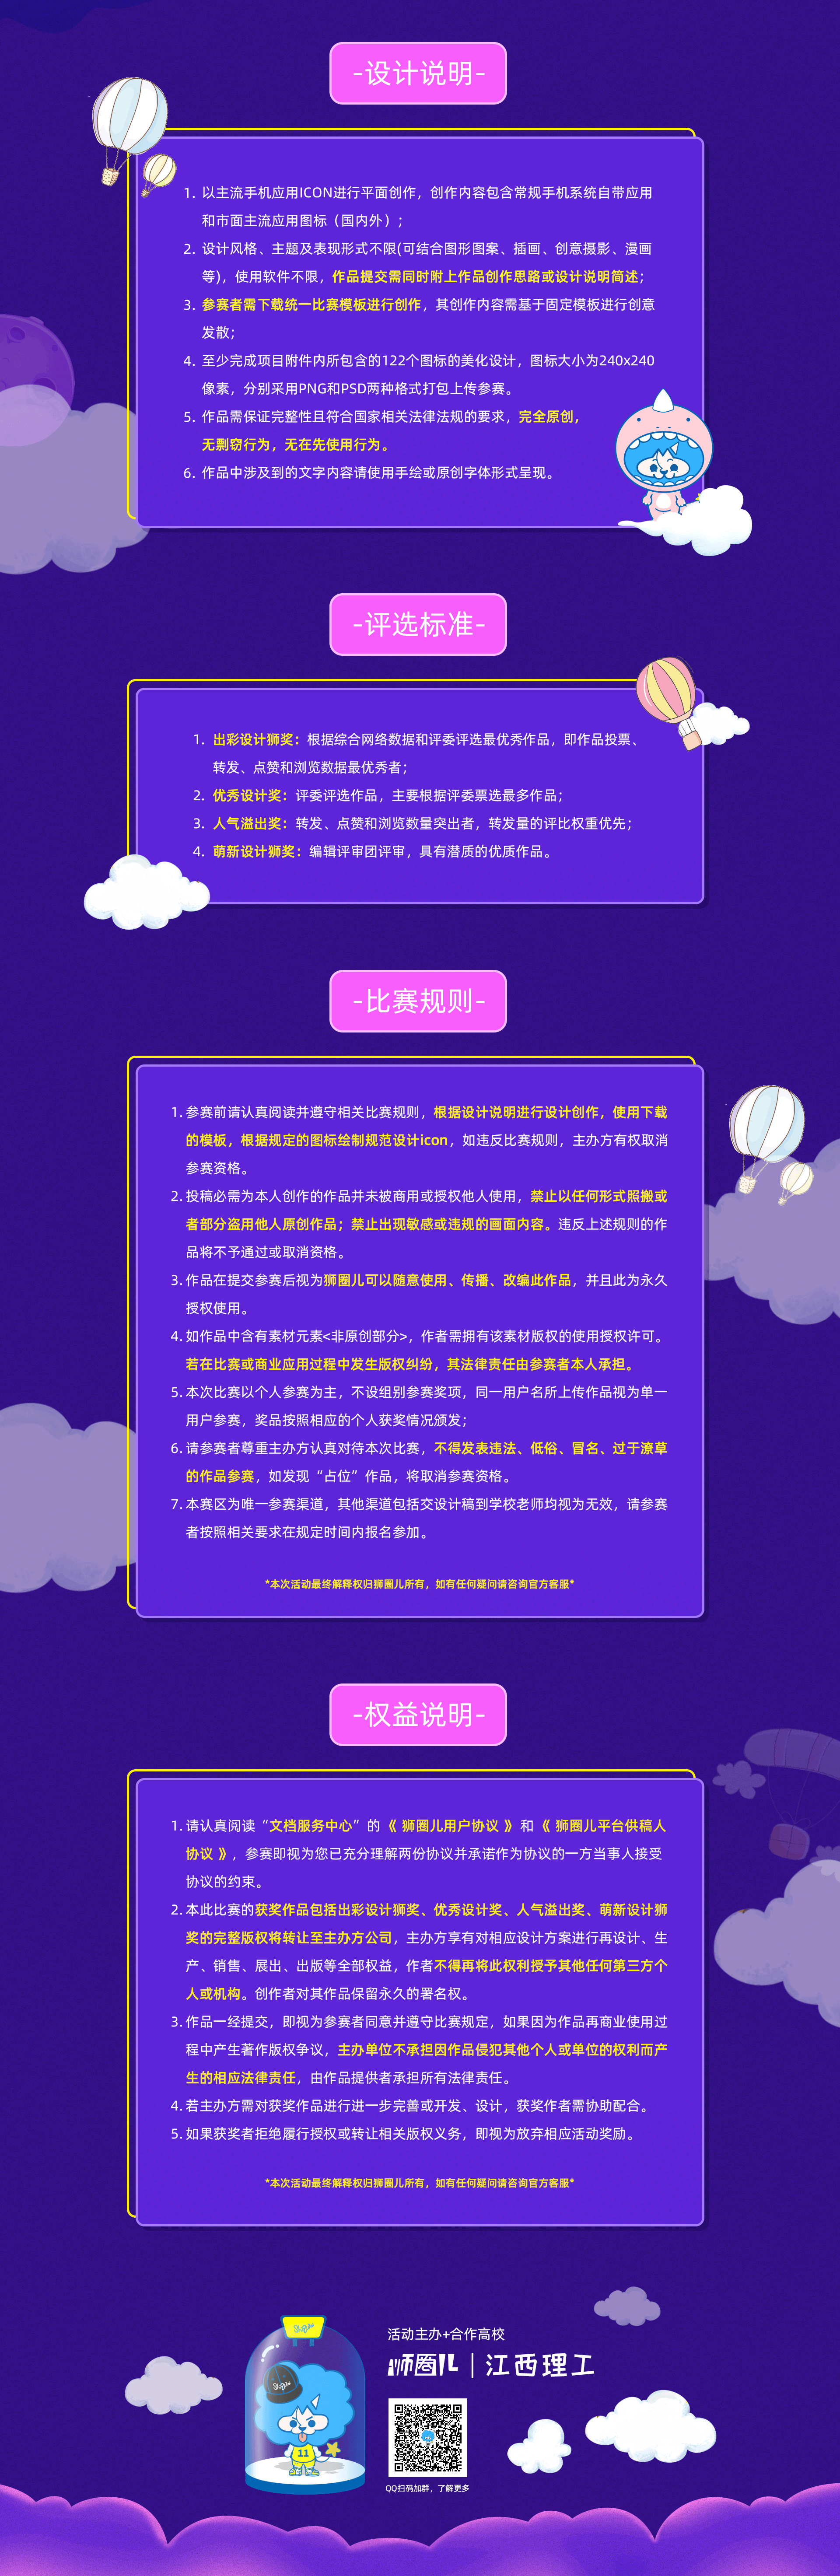 -设计说明-
1. 以主流手机应用ICON进行平面创作，创作内容包含常规手机系统自带应用
和市面主流应用图标（国内外）；
2. 设计风格、主题及表现形式不限(可结合图形图案、插画、创意摄影、漫画
等)，使用软件不限，作品提交需同时附上作品创作思路或设计说明简述；
3. 参赛者需下载统一比赛模板进行创作，其创作内容需基于固定模板进行创意
发散；
4. 至少完成项目附件内所包含的122个图标的美化设计，图标大小为240x240
像素，分别采用PNG和PSD两种格式打包上传参赛。
5. 作品需保证完整性且符合国家相关法律法规的要求，完全原创，
无剽窃行为，无在先使用行为。
6. 作品中涉及到的文字内容请使用手绘或原创字体形式呈现。
-评选标准-
1. 出彩设计狮奖：根据综合网络数据和评委评选最优秀作品，即作品投票、
转发、点赞和浏览数据最优秀者；
2. 优秀设计奖：评委评选作品，主要根据评委票选最多作品；
3. 人气溢出奖：转发、点赞和浏览数量突出者，转发量的评比权重优先；
4. 萌新设计狮奖：编辑评审团评审，具有潜质的优质作品。
-比赛规则-
1. 参赛前请认真阅读并遵守相关比赛规则，根据设计说明进行设计创作，使用下载
的模板，根据规定的图标绘制规范设计icon，如违反比赛规则，主办方有权取消
参赛资格。
2. 投稿必需为本人创作的作品并未被商用或授权他人使用，禁止以任何形式照搬或
者部分盗用他人原创作品；禁止出现敏感或违规的画面内容。违反上述规则的作
品将不予通过或取消资格。
3. 作品在提交参赛后视为狮圈儿可以随意使用、传播、改编此作品，并且此为永久
授权使用。
4. 如作品中含有素材元素<非原创部分>，作者需拥有该素材版权的使用授权许可。
若在比赛或商业应用过程中发生版权纠纷，其法律责任由参赛者本人承担。
5. 本次比赛以个人参赛为主，不设组别参赛奖项，同一用户名所上传作品视为单一
用户参赛，奖品按照相应的个人获奖情况颁发；
6. 请参赛者尊重主办方认真对待本次比赛，不得发表违法、低俗、冒名、过于潦草
的作品参赛，如发现“占位”作品，将取消参赛资格。
7. 本赛区为唯一参赛渠道，其他渠道包括交设计稿到学校老师均视为无效，请参赛
者按照相关要求在规定时间内报名参加。
*本次活动最终解释权归狮圈儿所有，如有任何疑问请咨询官方客服*
-权益说明-
1. 请认真阅读“文档服务中心”的《 狮圈儿用户协议 》和《 狮圈儿平台供稿人
协议 》，参赛即视为您已充分理解两份协议并承诺作为协议的一方当事人接受
协议的约束。
2. 本此比赛的获奖作品包括出彩设计狮奖、优秀设计奖、人气溢出奖、萌新设计狮
奖的完整版权将转让至主办方公司，主办方享有对相应设计方案进行再设计、生
产、销售、展出、出版等全部权益，作者不得再将此权利授予其他任何第三方个
人或机构。创作者对其作品保留永久的署名权。
3. 作品一经提交，即视为参赛者同意并遵守比赛规定，如果因为作品再商业使用过
程中产生著作版权争议，主办单位不承担因作品侵犯其他个人或单位的权利而产
生的相应法律责任，由作品提供者承担所有法律责任。
4. 若主办方需对获奖作品进行进一步完善或开发、设计，获奖作者需协助配合。
5. 如果获奖者拒绝履行授权或转让相关版权义务，即视为放弃相应活动奖励。
*本次活动最终解释权归狮圈儿所有，如有任何疑问请咨询官方客服*
活动主办+合作高校
狮圈儿｜江西理工
11
QQ扫码加群，了解更多